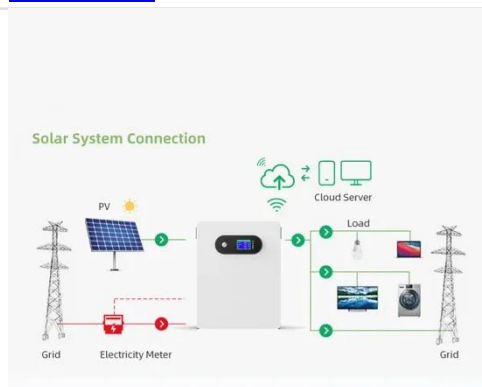 Solar System Connection
Cloud Server
PV
Load
Grid
Electricity Meter
Grid